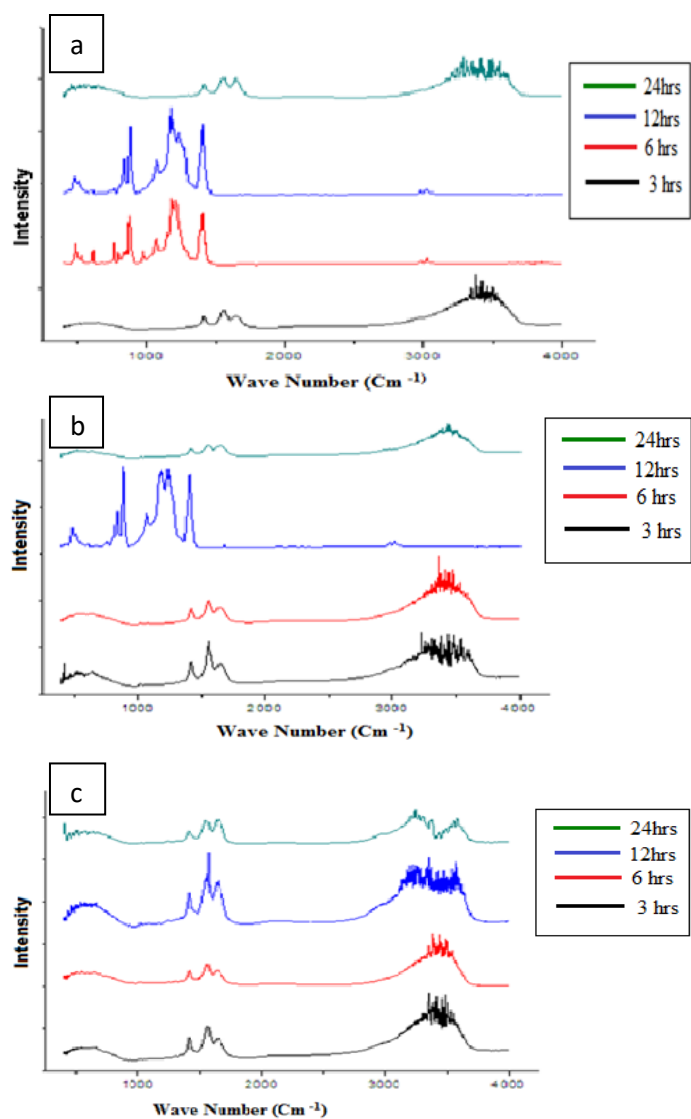 a
Intensity
24hrs
12hrs
6 hrs
3 hrs
1000 2000 3000 4000
Wave Number (Cm -1)
b
Intensity
24hrs
12hrs
6 hrs
3 hrs
1000 2000 3000 4000
Wave Number (Cm -1)
c
Intensity
24hrs
12hrs
6 hrs
3 hrs
1000 2000 3000 4000
Wave Number (Cm -1)